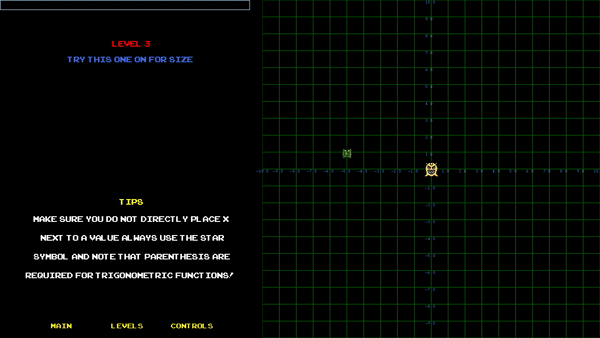 LEVEL 3
TRY THIS ONE ON FOR SIZE
TIPS
MAKE SURE YOU DO NOT DIRECTLY PLACE X
NEXT TO A VALUE ALWAYS USE THE STAR
SYMBOL AND NOTE THAT PARENTHESIS ARE
REQUIRED FOR TRIGONOMETRIC FUNCTIONS!
MAIN LEVELS CONTROLS